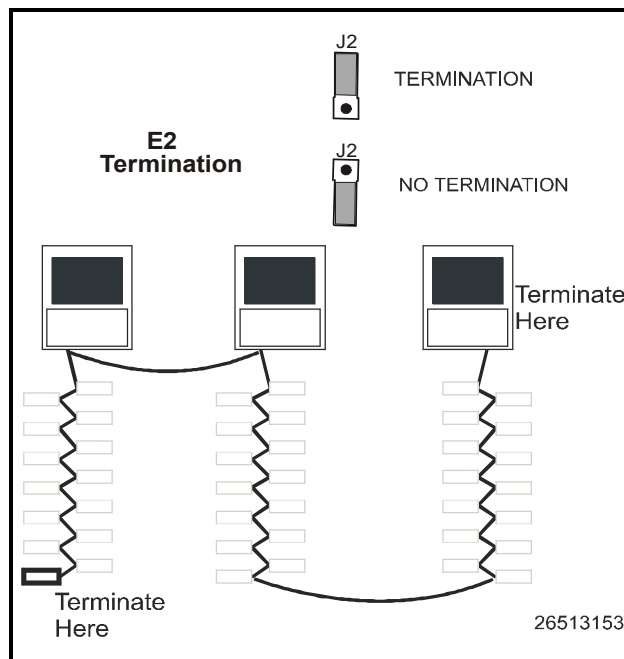 J2
TERMINATION
E2
Termination
J2
NO TERMINATION
Terminate
Here
Terminate
Here
26513153